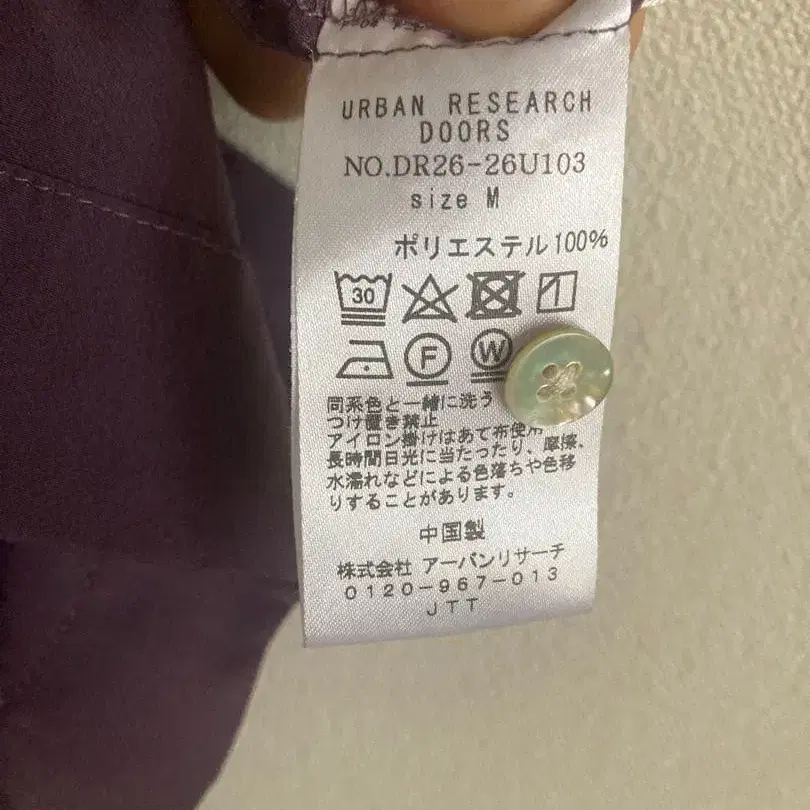 URBAN RESEARCH
DOORS
NO.DR26-26U103
size M
ポリエステル100%
30
F W
同系色と一緒に洗う
つけ置き禁止
アイロン掛けはあて布使用
長時間日光に当たったり、摩擦、
水濡れなどによる色落ちや色移
りすることがあります。
中国製
株式会社 アーバンリサーチ
0120-967-013
JTT